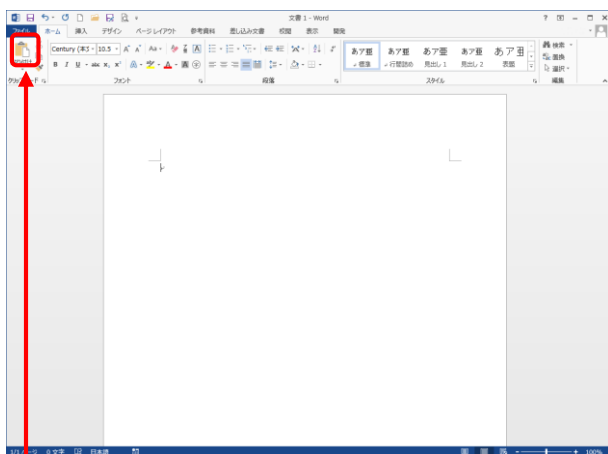 文書 1 - Word
ファイル ホーム 挿入 デザイン ページ レイアウト 参考資料 差し込み文書 校閲 表示 開発
Century (本文 10.5
B I U abc x₂ x²
あア亜 あア亜 あア亜 あア亜 あア亜
標準 行間詰め 見出し 1 見出し 2 表題
検索
置換
選択
フォント 段落 スタイル 編集
0 文字 日本語 100%